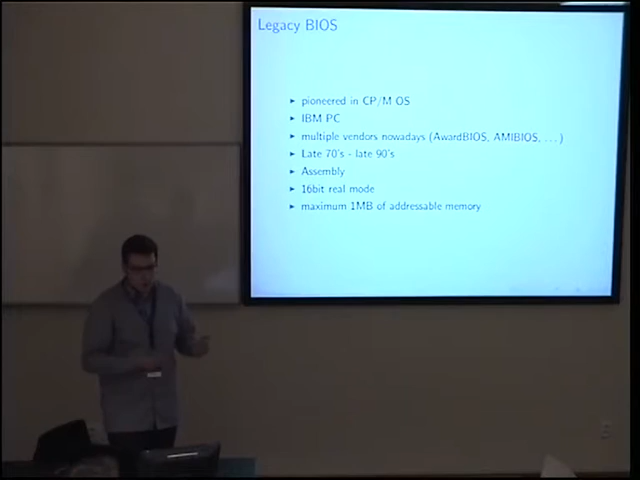 Legacy BIOS
▸ pioneered in CP/M OS
▸ IBM PC
▸ multiple vendors nowadays (AwardBIOS, AMIBIOS, ...)
▸ Late 70's - late 90's
▸ Assembly
▸ 16bit real mode
▸ maximum 1MB of addressable memory